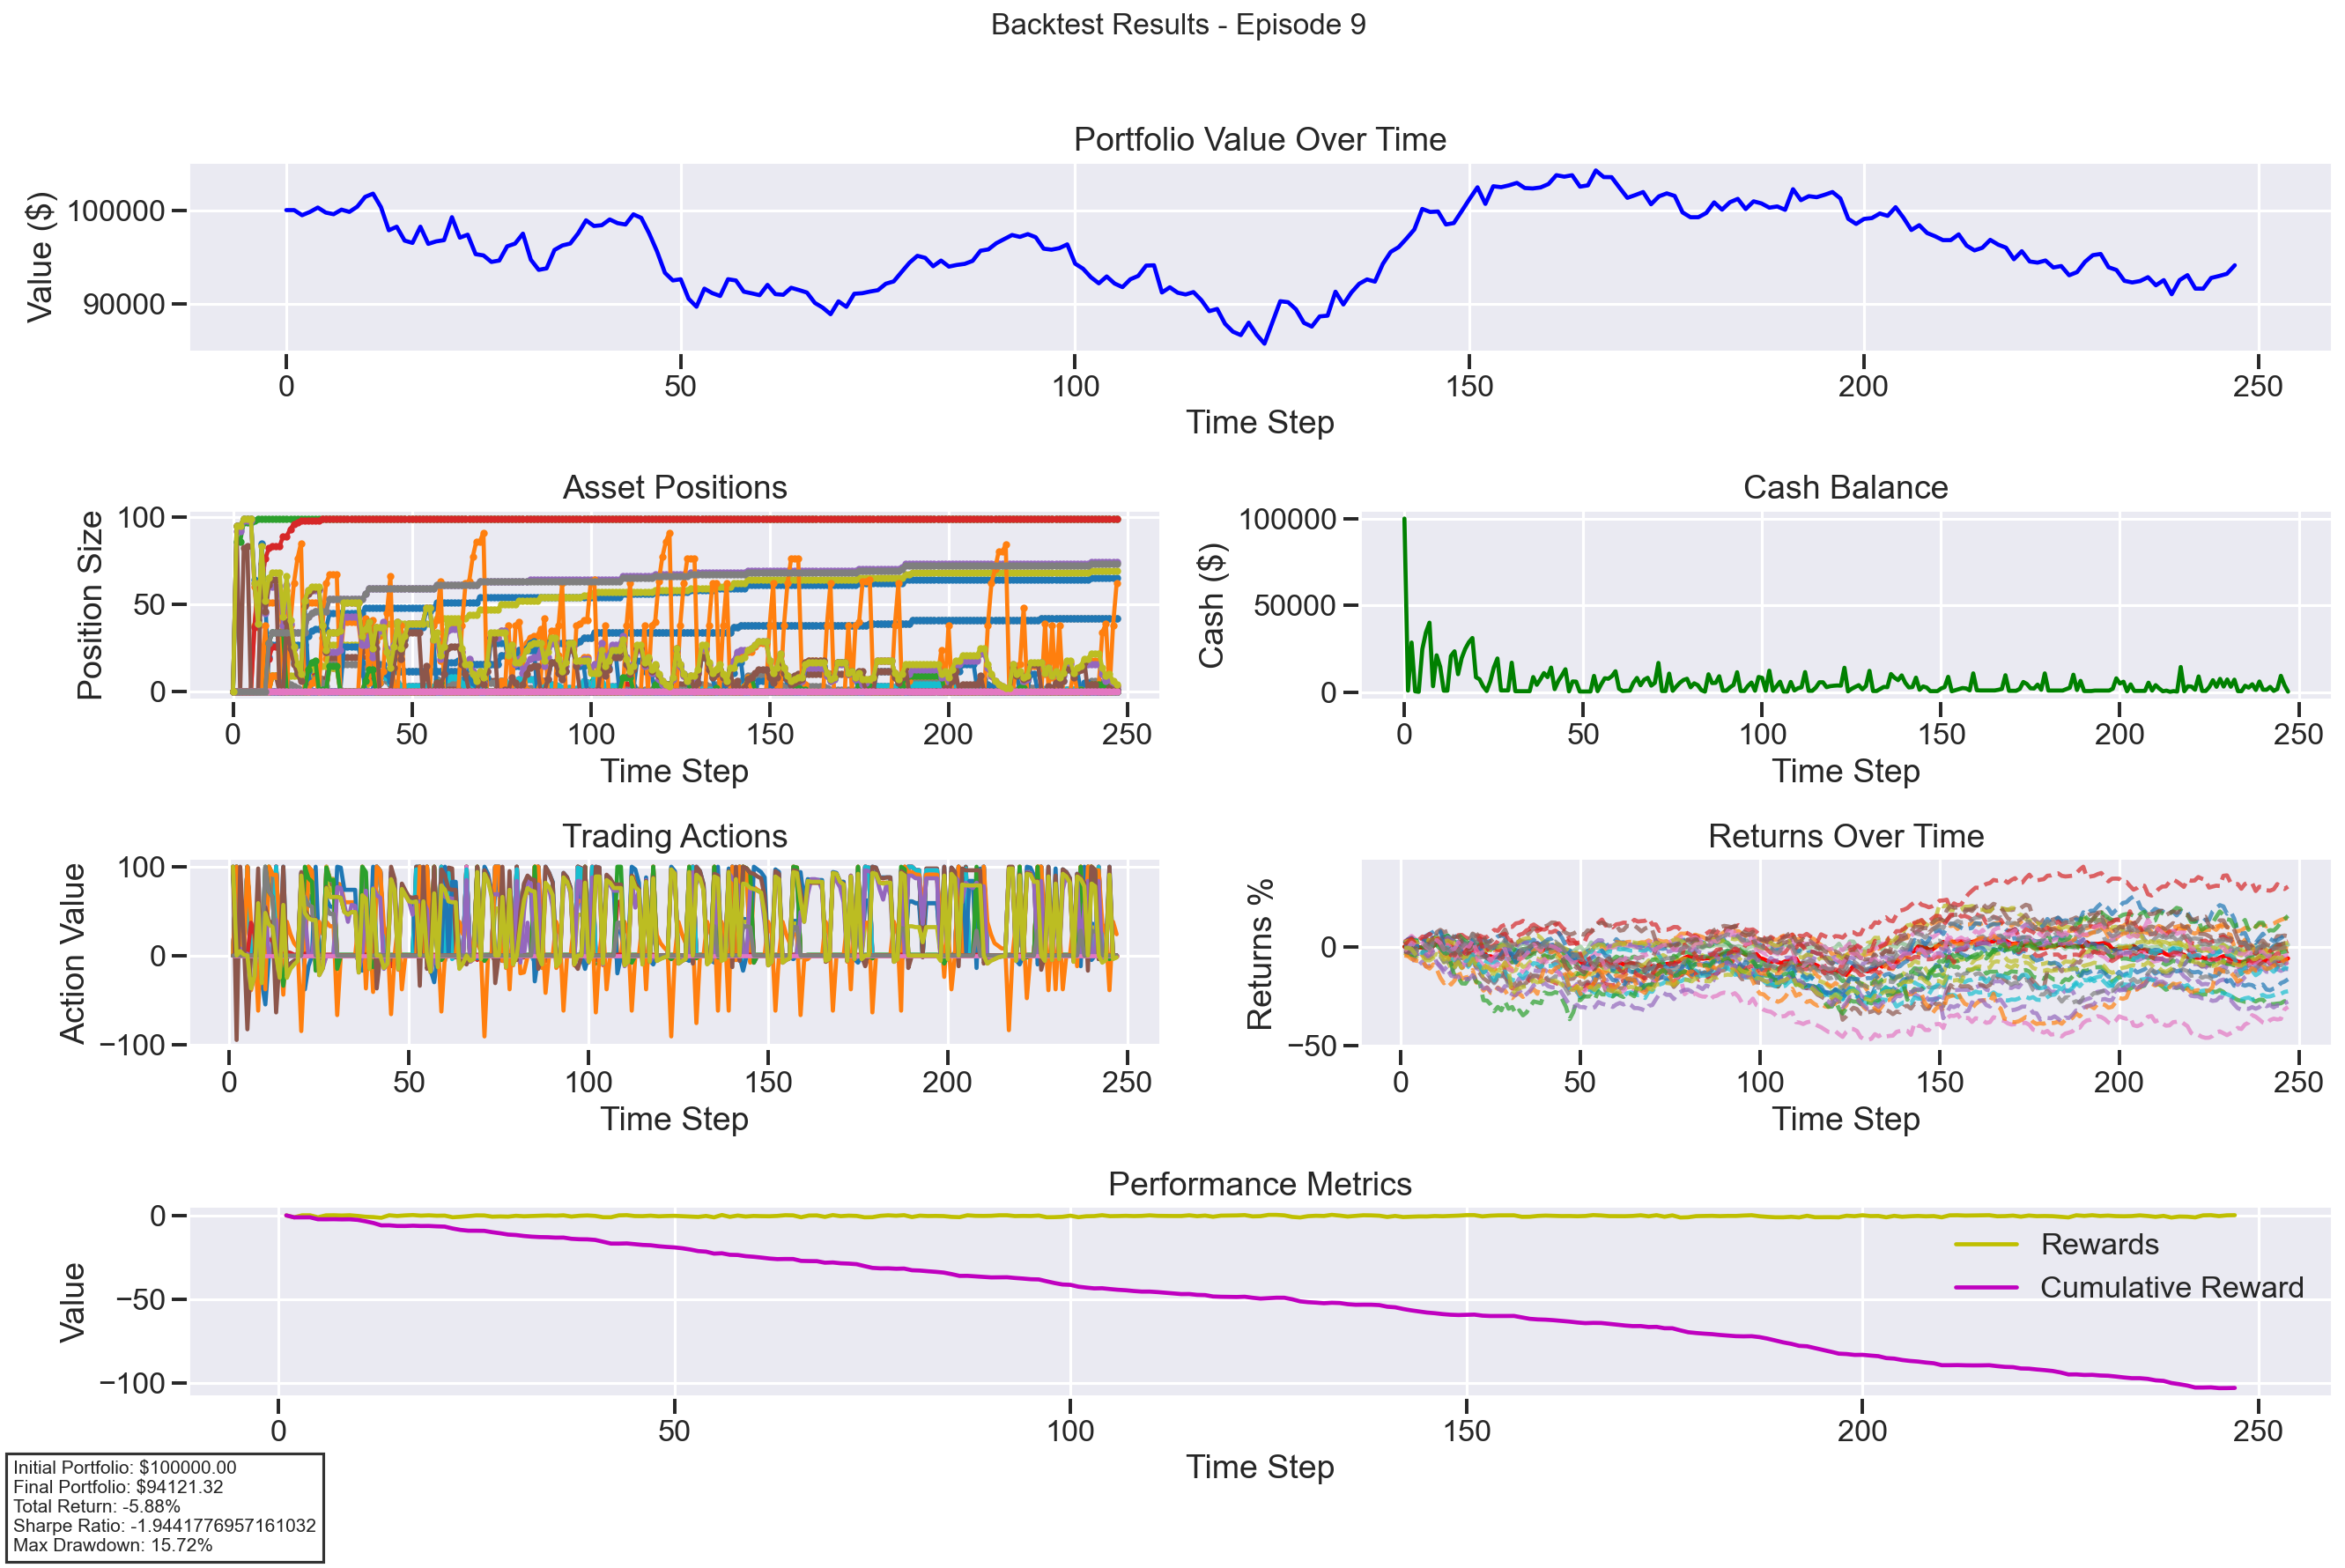 Backtest Results - Episode 9
Portfolio Value Over Time
Value ($)
100000
90000
0 50 100 150 200 250
Time Step
Asset Positions
Position Size
100
50
0
0 50 100 150 200 250
Time Step
Cash Balance
Cash ($)
100000
50000
0
0 50 100 150 200 250
Time Step
Trading Actions
Action Value
100
0
−100
0 50 100 150 200 250
Time Step
Returns Over Time
Returns %
0
−50
0 50 100 150 200 250
Time Step
Performance Metrics
Value
0
−50
−100
Rewards
Cumulative Reward
0 50 100 150 200 250
Time Step
Initial Portfolio: $100000.00
Final Portfolio: $94121.32
Total Return: -5.88%
Sharpe Ratio: -1.9441776957161032
Max Drawdown: 15.72%